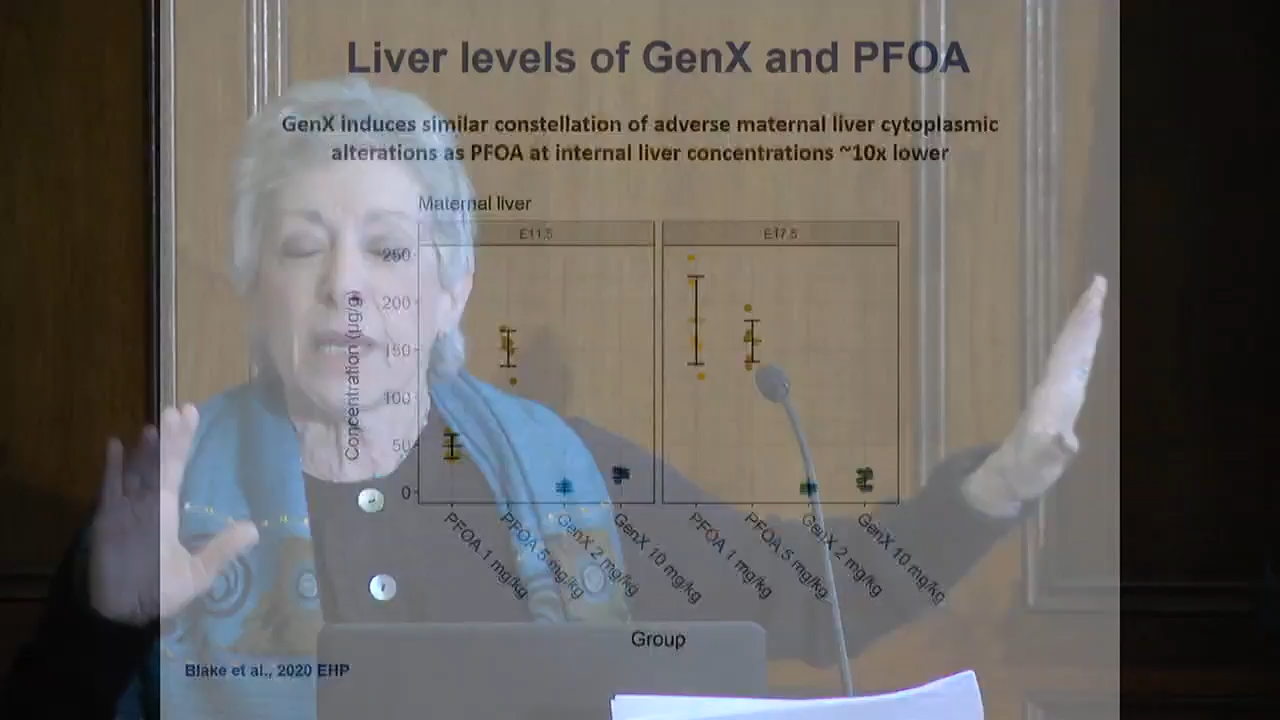 Liver levels of GenX and PFOA
GenX induces similar constellation of adverse maternal liver cytoplasmic
alterations as PFOA at internal liver concentrations ~10x lower
Maternal liver
E11.5
E17.5
Concentration (µg/g)
250
200
150
100
50
0
PFOA 1 mg/kg
PFOA 5 mg/kg
GenX 2 mg/kg
GenX 10 mg/kg
PFOA 1 mg/kg
PFOA 5 mg/kg
GenX 2 mg/kg
GenX 10 mg/kg
Group
Blake et al., 2020 EHP